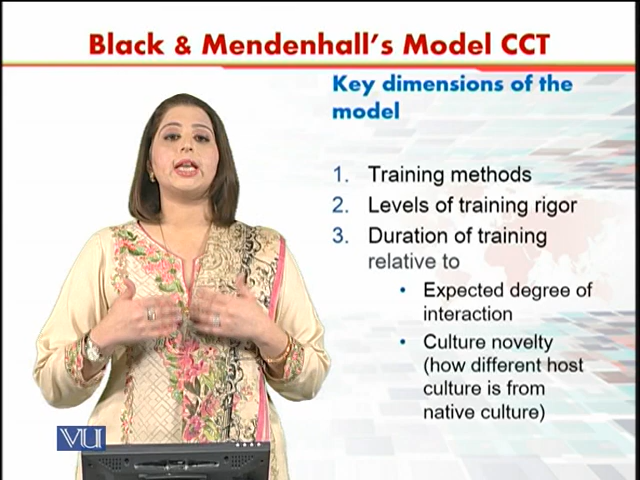 Black & Mendenhall's Model CCT
Key dimensions of the
model
1. Training methods
2. Levels of training rigor
3. Duration of training
relative to
• Expected degree of
interaction
• Culture novelty
(how different host
culture is from
native culture)
VU